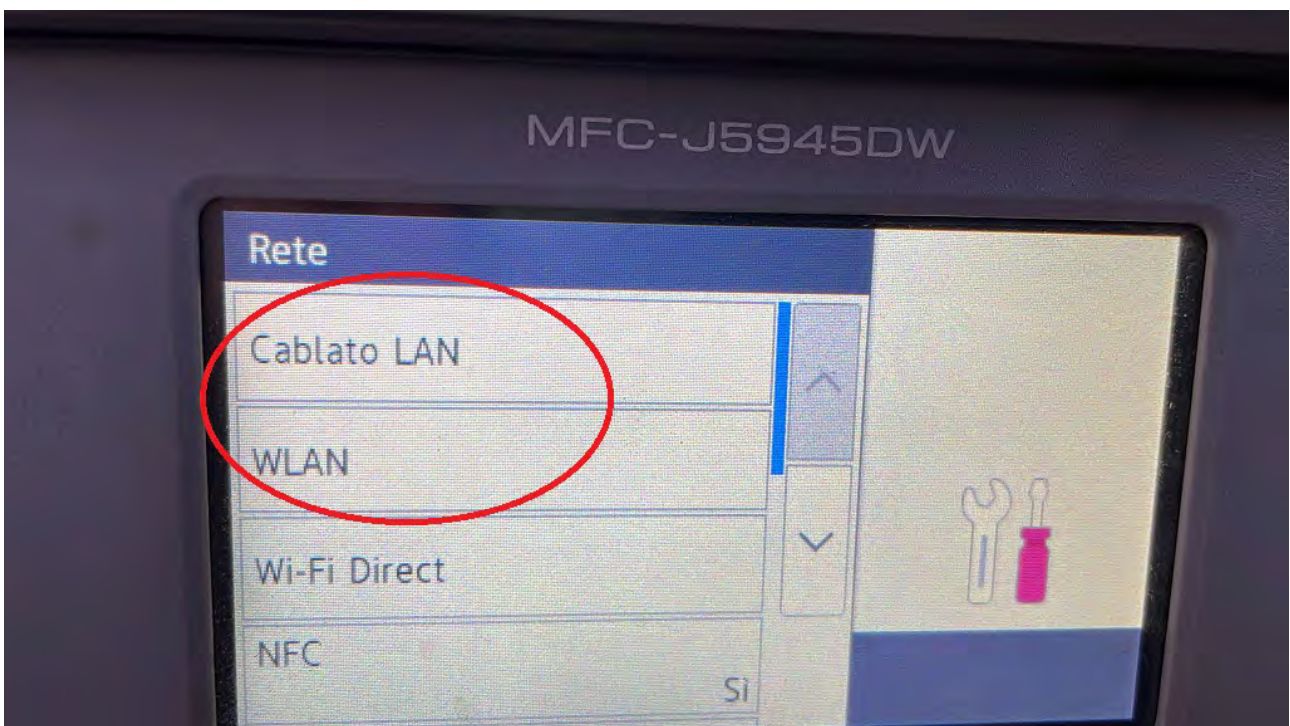 MFC-J5945DW
Rete
Cablato LAN
WLAN
Wi-Fi Direct
NFC
Sì